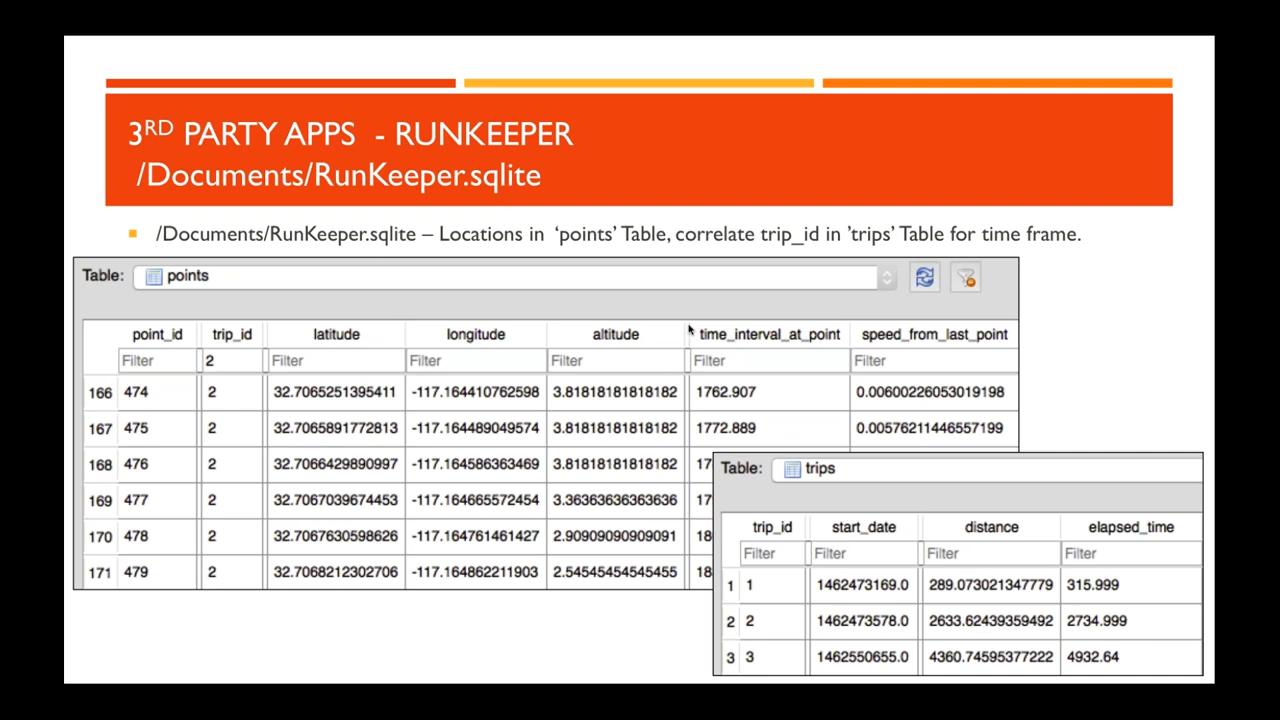 3RD PARTY APPS - RUNKEEPER
/Documents/RunKeeper.sqlite
/Documents/RunKeeper.sqlite – Locations in ‘points’ Table, correlate trip_id in ’trips’ Table for time frame.
Table: points
point_id trip_id latitude longitude altitude time_interval_at_point speed_from_last_point
Filter 2 Filter Filter Filter Filter Filter
166 474 2 32.7065251395411 -117.164410762598 3.81818181818182 1762.907 0.00600226053019198
167 475 2 32.7065891772813 -117.164489049574 3.81818181818182 1772.889 0.00576211446557199
168 476 2 32.7066429890997 -117.164586363469 3.81818181818182 17
169 477 2 32.7067039674453 -117.164665572454 3.36363636363636 17
170 478 2 32.7067630598626 -117.164761461427 2.90909090909091 18
171 479 2 32.7068212302706 -117.164862211903 2.54545454545455 18
Table: trips
trip_id start_date distance elapsed_time
Filter Filter Filter Filter
1 1 1462473169.0 289.073021347779 315.999
2 2 1462473578.0 2633.62439359492 2734.999
3 3 1462550655.0 4360.74595377222 4932.64